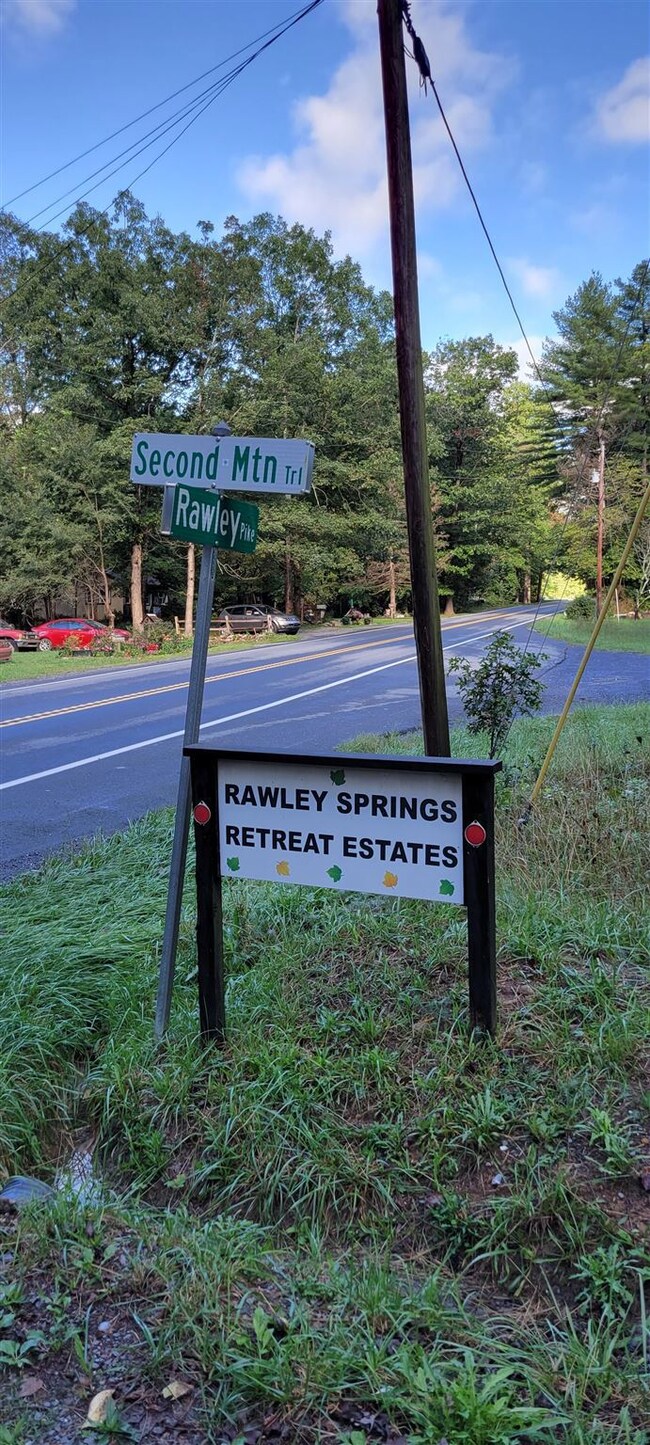 Second Mtn Trl
Rawley Pike
RAWLEY SPRINGS
RETREAT ESTATES